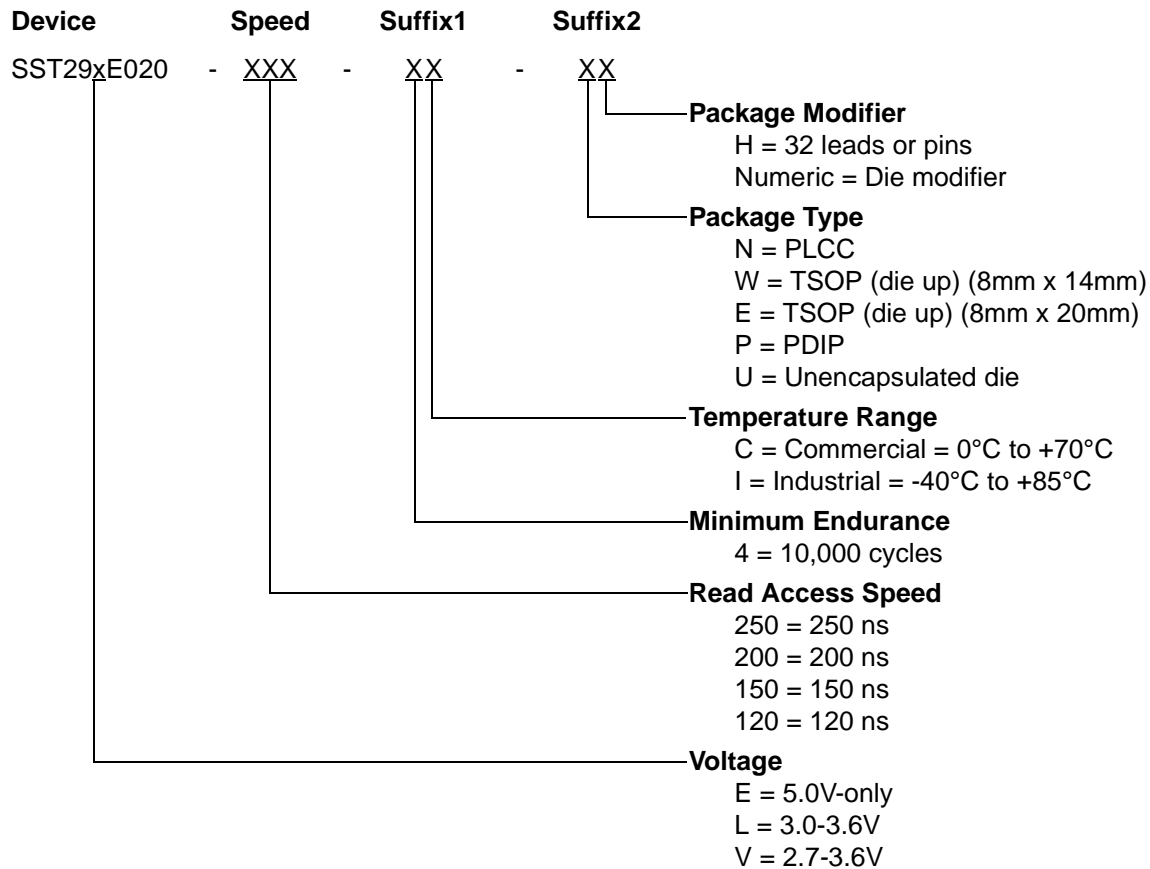 Device Speed Suffix1 Suffix2
SST29xE020 - XXX - XX - XX
Package Modifier
H = 32 leads or pins
Numeric = Die modifier
Package Type
N = PLCC
W = TSOP (die up) (8mm x 14mm)
E = TSOP (die up) (8mm x 20mm)
P = PDIP
U = Unencapsulated die
Temperature Range
C = Commercial = 0°C to +70°C
I = Industrial = -40°C to +85°C
Minimum Endurance
4 = 10,000 cycles
Read Access Speed
250 = 250 ns
200 = 200 ns
150 = 150 ns
120 = 120 ns
Voltage
E = 5.0V-only
L = 3.0-3.6V
V = 2.7-3.6V